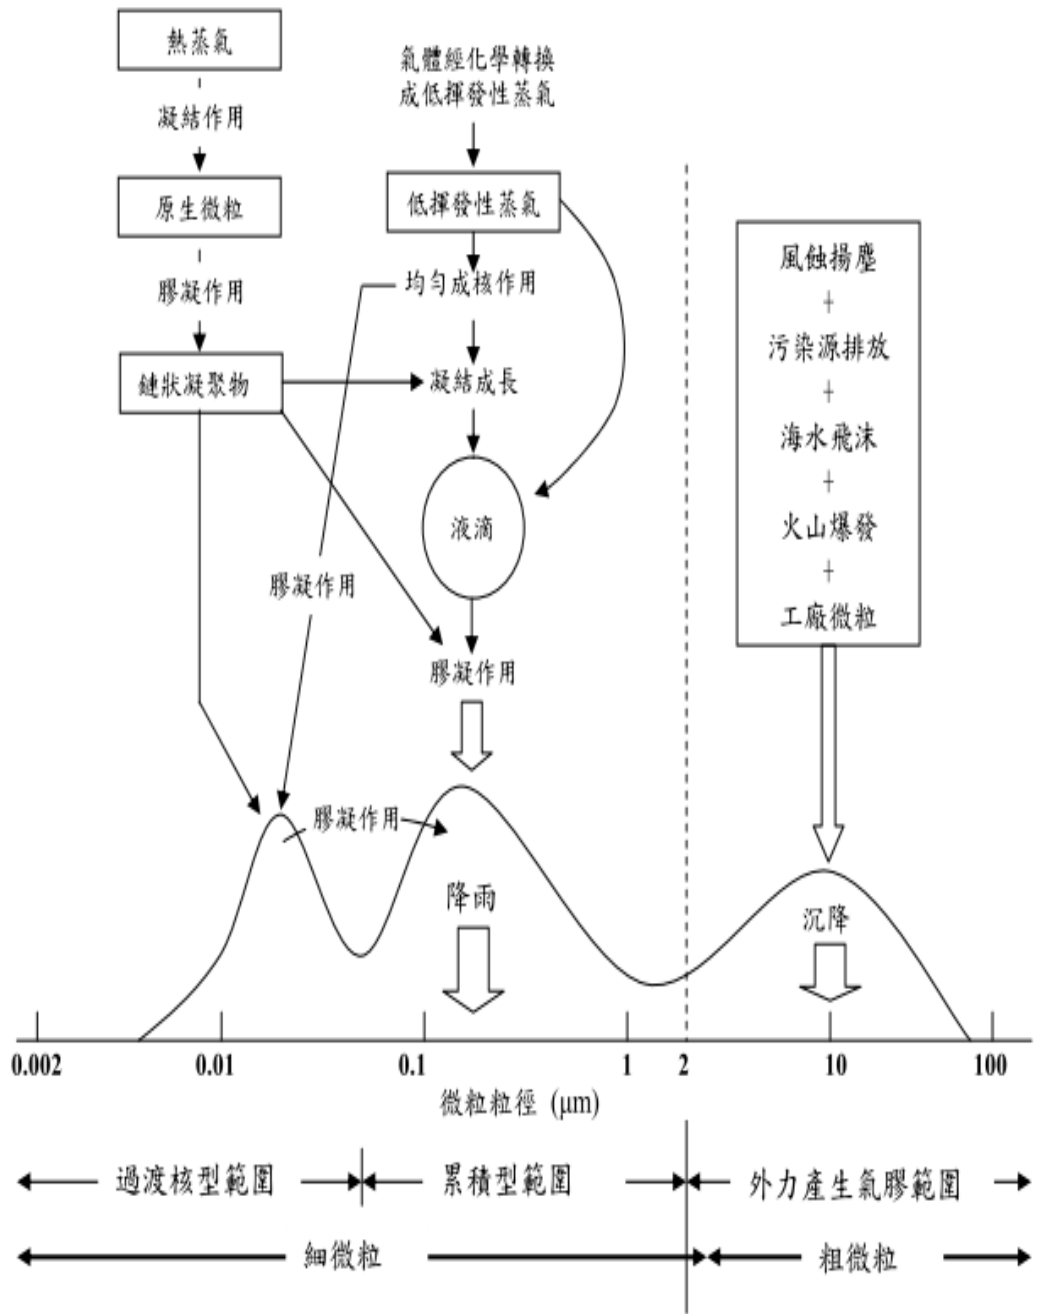 熱蒸氣
凝結作用
原生微粒
膠凝作用
鏈狀凝聚物
氣體經化學轉換
成低揮發性蒸氣
低揮發性蒸氣
均勻成核作用
凝結成長
液滴
膠凝作用
膠凝作用
膠凝作用
降雨
風蝕揚塵
+
污染源排放
+
海水飛沫
+
火山爆發
+
工廠微粒
沉降
0.002 0.01 0.1 1 2 10 100
微粒粒徑 (μm)
過渡核型範圍 累積型範圍 外力產生氣膠範圍
細微粒 粗微粒